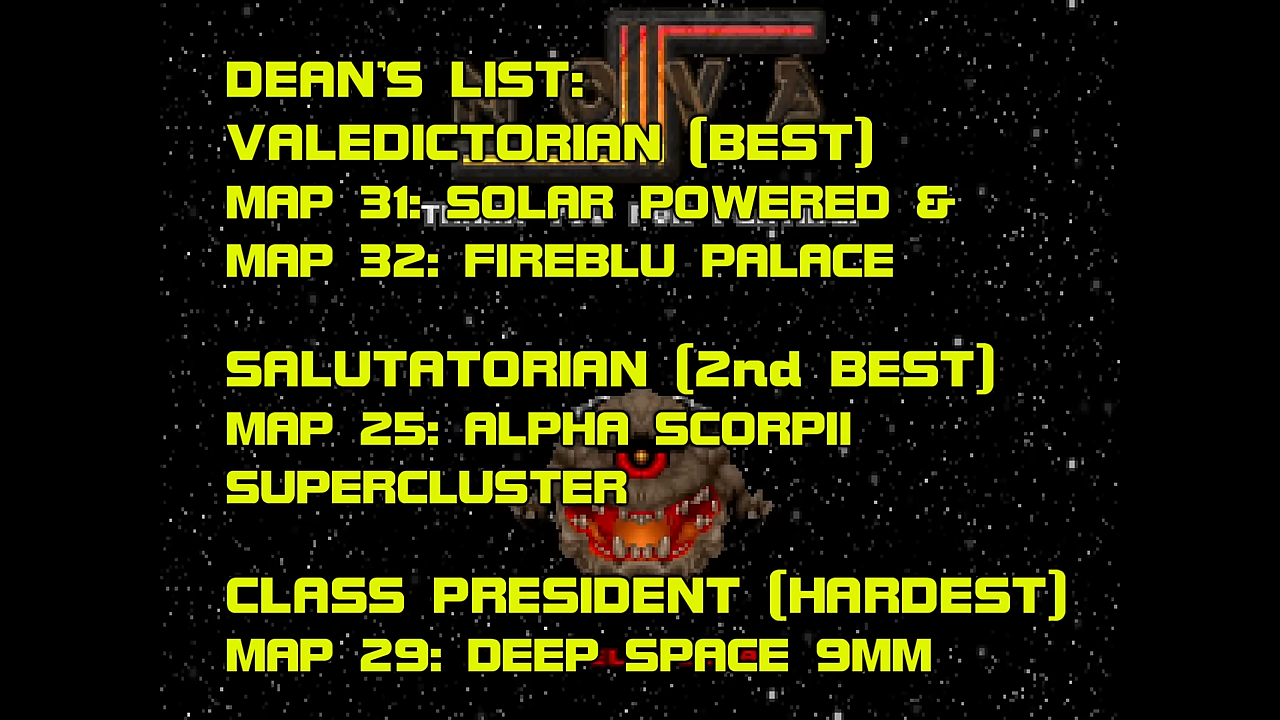 NOVA
DEAN'S LIST:
VALEDICTORIAN (BEST)
MAP 31: SOLAR POWERED &
MAP 32: FIREBLU PALACE
SALUTATORIAN (2nd BEST)
MAP 25: ALPHA SCORPII
SUPERCLUSTER
CLASS PRESIDENT (HARDEST)
MAP 29: DEEP SPACE 9MM